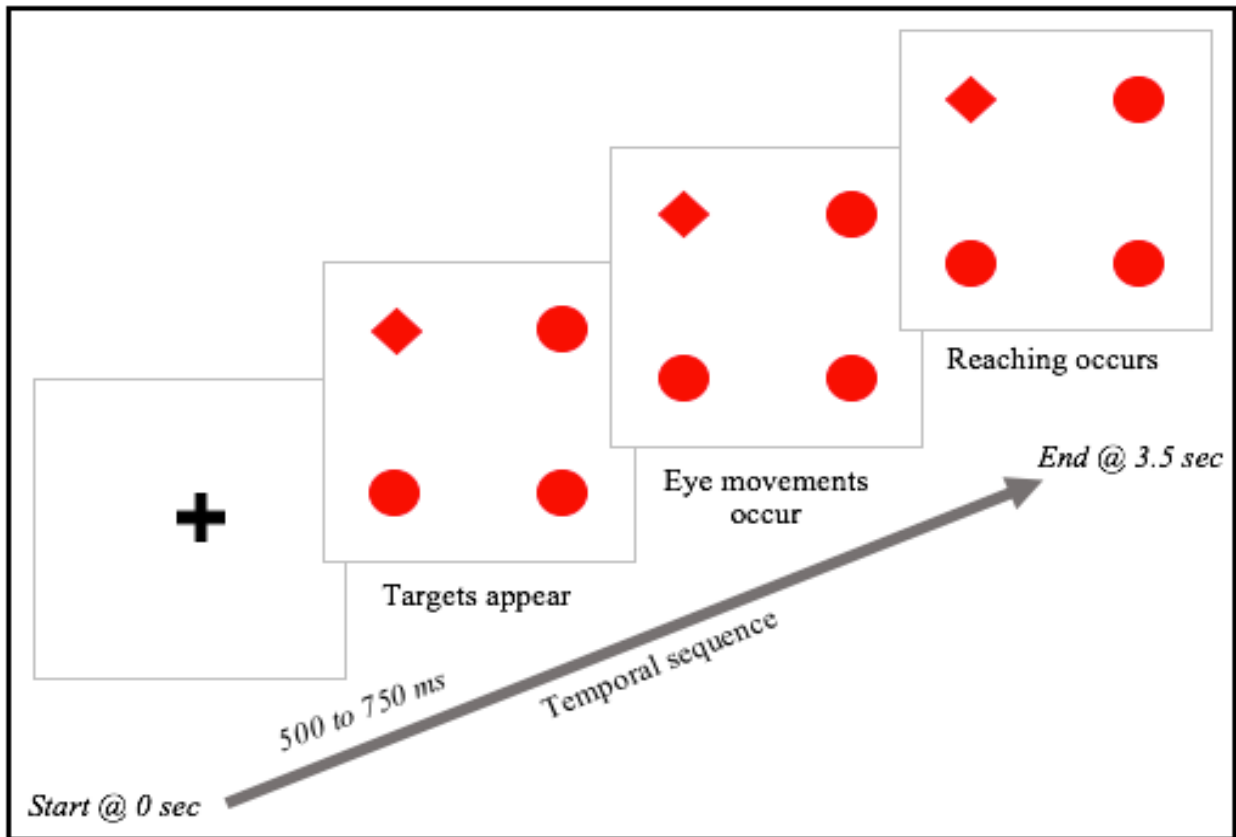 Reaching occurs
End @ 3.5 sec
Eye movements
occur
Targets appear
Temporal sequence
500 to 750 ms
Start @ 0 sec